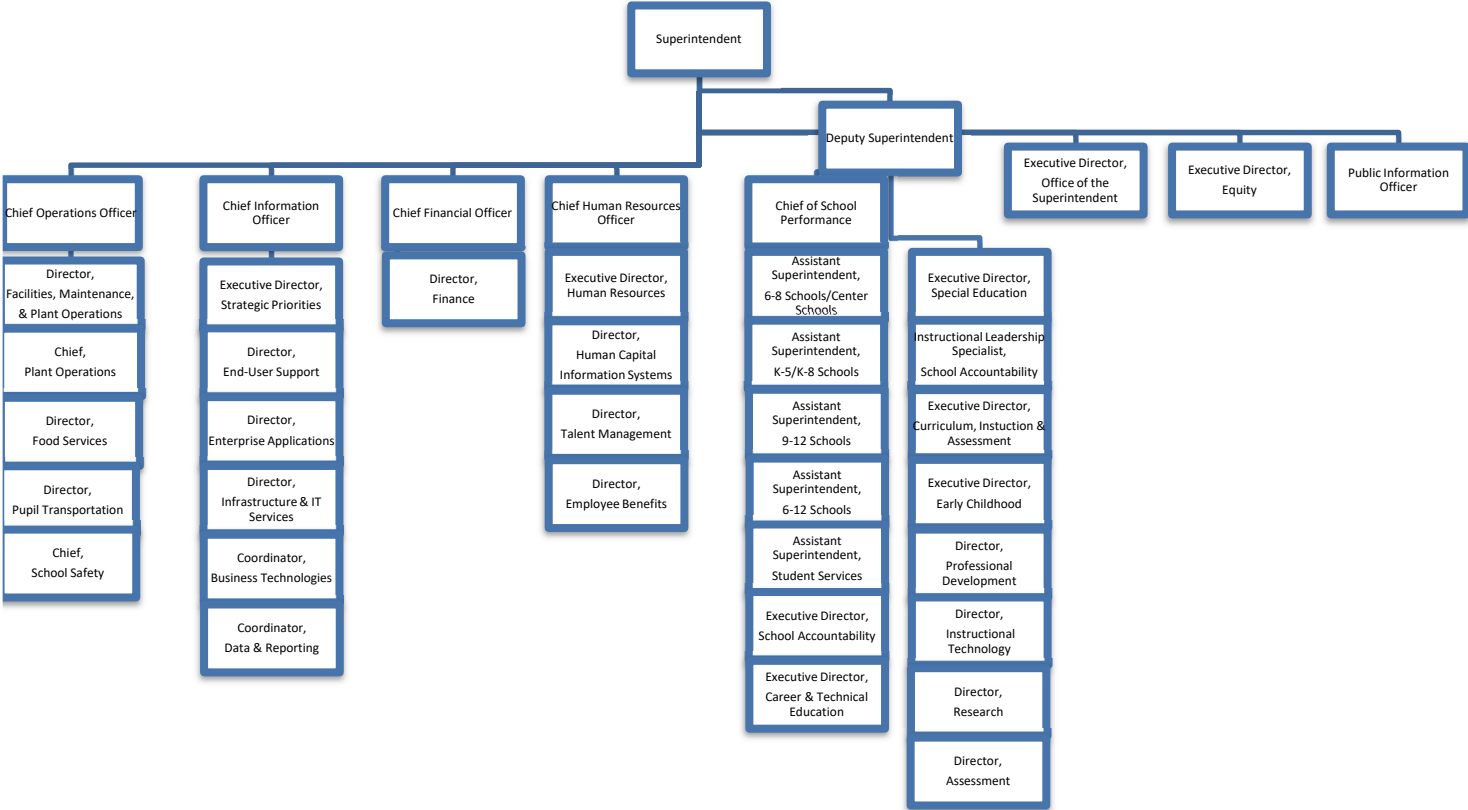 Superintendent
Deputy Superintendent
Executive Director,
Office of the
Superintendent
Executive Director,
Equity
Public Information
Officer
Chief Operations Officer
Director,
Facilities, Maintenance,
& Plant Operations
Chief,
Plant Operations
Director,
Food Services
Director,
Pupil Transportation
Chief,
School Safety
Chief Information
Officer
Executive Director,
Strategic Priorities
Director,
End-User Support
Director,
Enterprise Applications
Director,
Infrastructure & IT
Services
Coordinator,
Business Technologies
Coordinator,
Data & Reporting
Chief Financial Officer
Director,
Finance
Chief Human Resources
Officer
Executive Director,
Human Resources
Director,
Human Capital
Information Systems
Director,
Talent Management
Director,
Employee Benefits
Chief of School
Performance
Assistant
Superintendent,
6-8 Schools/Center
Schools
Assistant
Superintendent,
K-5/K-8 Schools
Assistant
Superintendent,
9-12 Schools
Assistant
Superintendent,
6-12 Schools
Assistant
Superintendent,
Student Services
Executive Director,
School Accountability
Executive Director,
Career & Technical
Education
Executive Director,
Special Education
Instructional Leadership
Specialist,
School Accountability
Executive Director,
Curriculum, Instuction &
Assessment
Executive Director,
Early Childhood
Director,
Professional
Development
Director,
Instructional
Technology
Director,
Research
Director,
Assessment